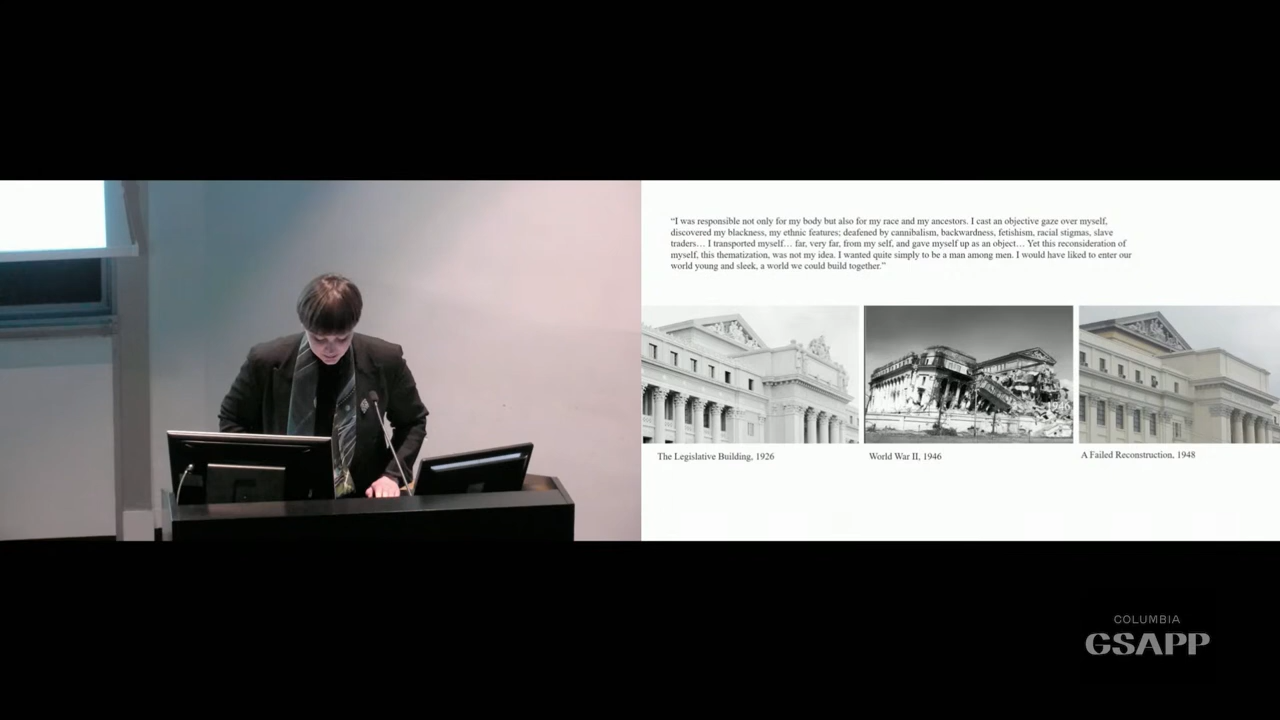 “I was responsible not only for my body but also for my race and my ancestors. I cast an objective gaze over myself,
discovered my blackness, my ethnic features; deafened by cannibalism, backwardness, fetishism, racial stigmas, slave
traders… I transported myself… far, very far, from my self, and gave myself up as an object… Yet this reconsideration of
myself, this thematization, was not my idea. I wanted quite simply to be a man among men. I would have liked to enter our
world young and sleek, a world we could build together.”
The Legislative Building, 1926
World War II, 1946
A Failed Reconstruction, 1948
COLUMBIA
GSAPP